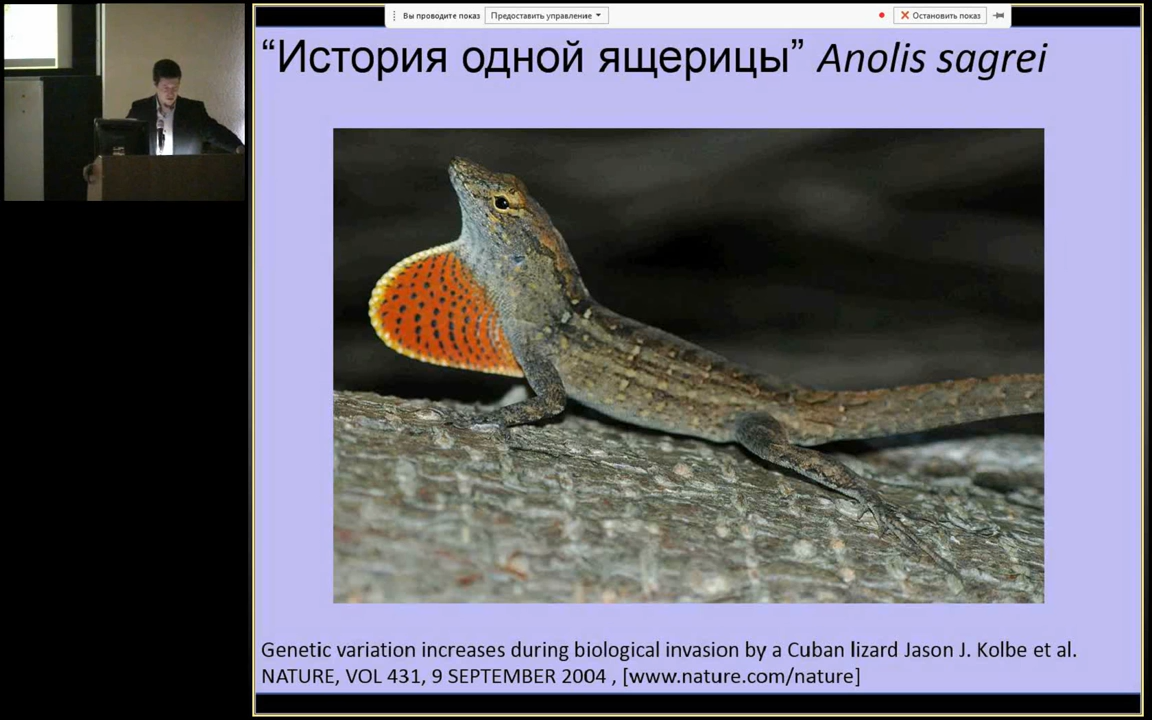 Вы проводите показ
Предоставить управление
Остановить показ
“История одной ящерицы” Anolis sagrei
Genetic variation increases during biological invasion by a Cuban lizard Jason J. Kolbe et al.
NATURE, VOL 431, 9 SEPTEMBER 2004 , [www.nature.com/nature]